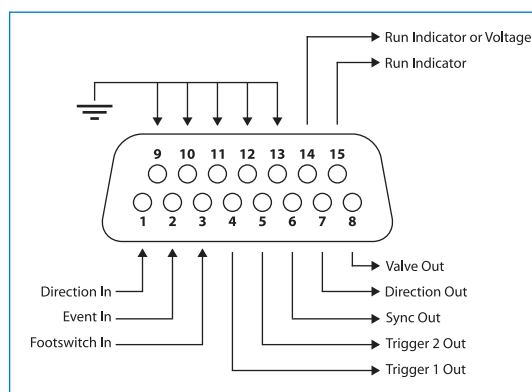 Run Indicator or Voltage
Run Indicator
9 10 11 12 13 14 15
1 2 3 4 5 6 7 8
Valve Out
Direction In
Direction Out
Event In
Sync Out
Footswitch In
Trigger 2 Out
Trigger 1 Out